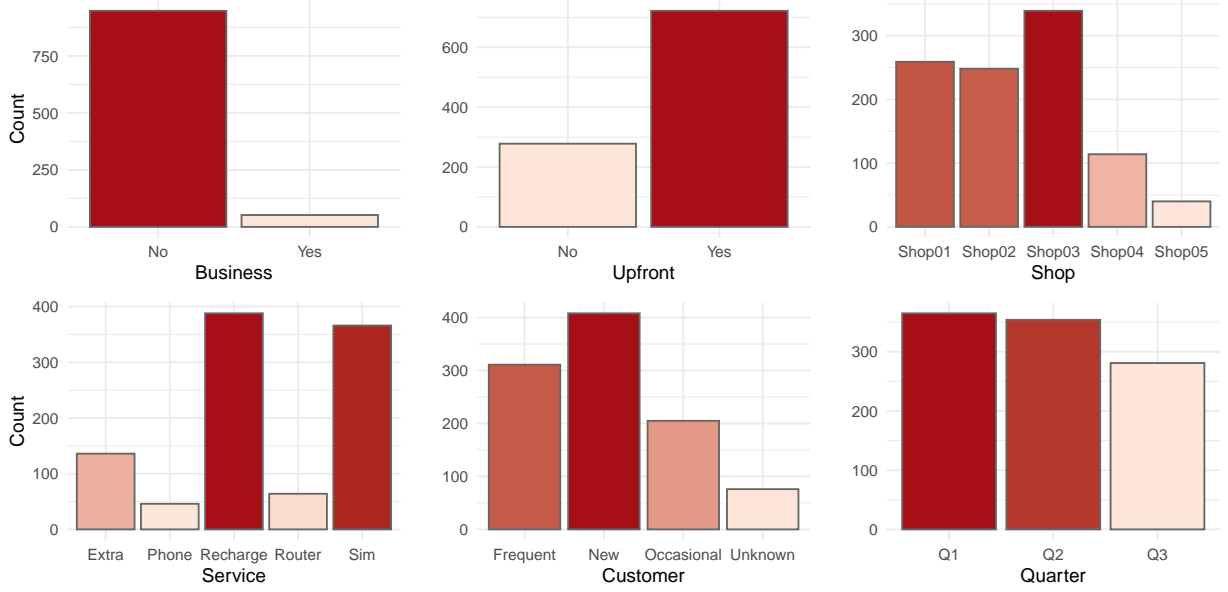 Count
750
500
250
0
No Yes
Business
600
400
200
0
No Yes
Upfront
300
200
100
0
Shop01 Shop02 Shop03 Shop04 Shop05
Shop
Count
400
300
200
100
0
Extra Phone Recharge Router Sim
Service
400
300
200
100
0
Frequent New Occasional Unknown
Customer
300
200
100
0
Q1 Q2 Q3
Quarter